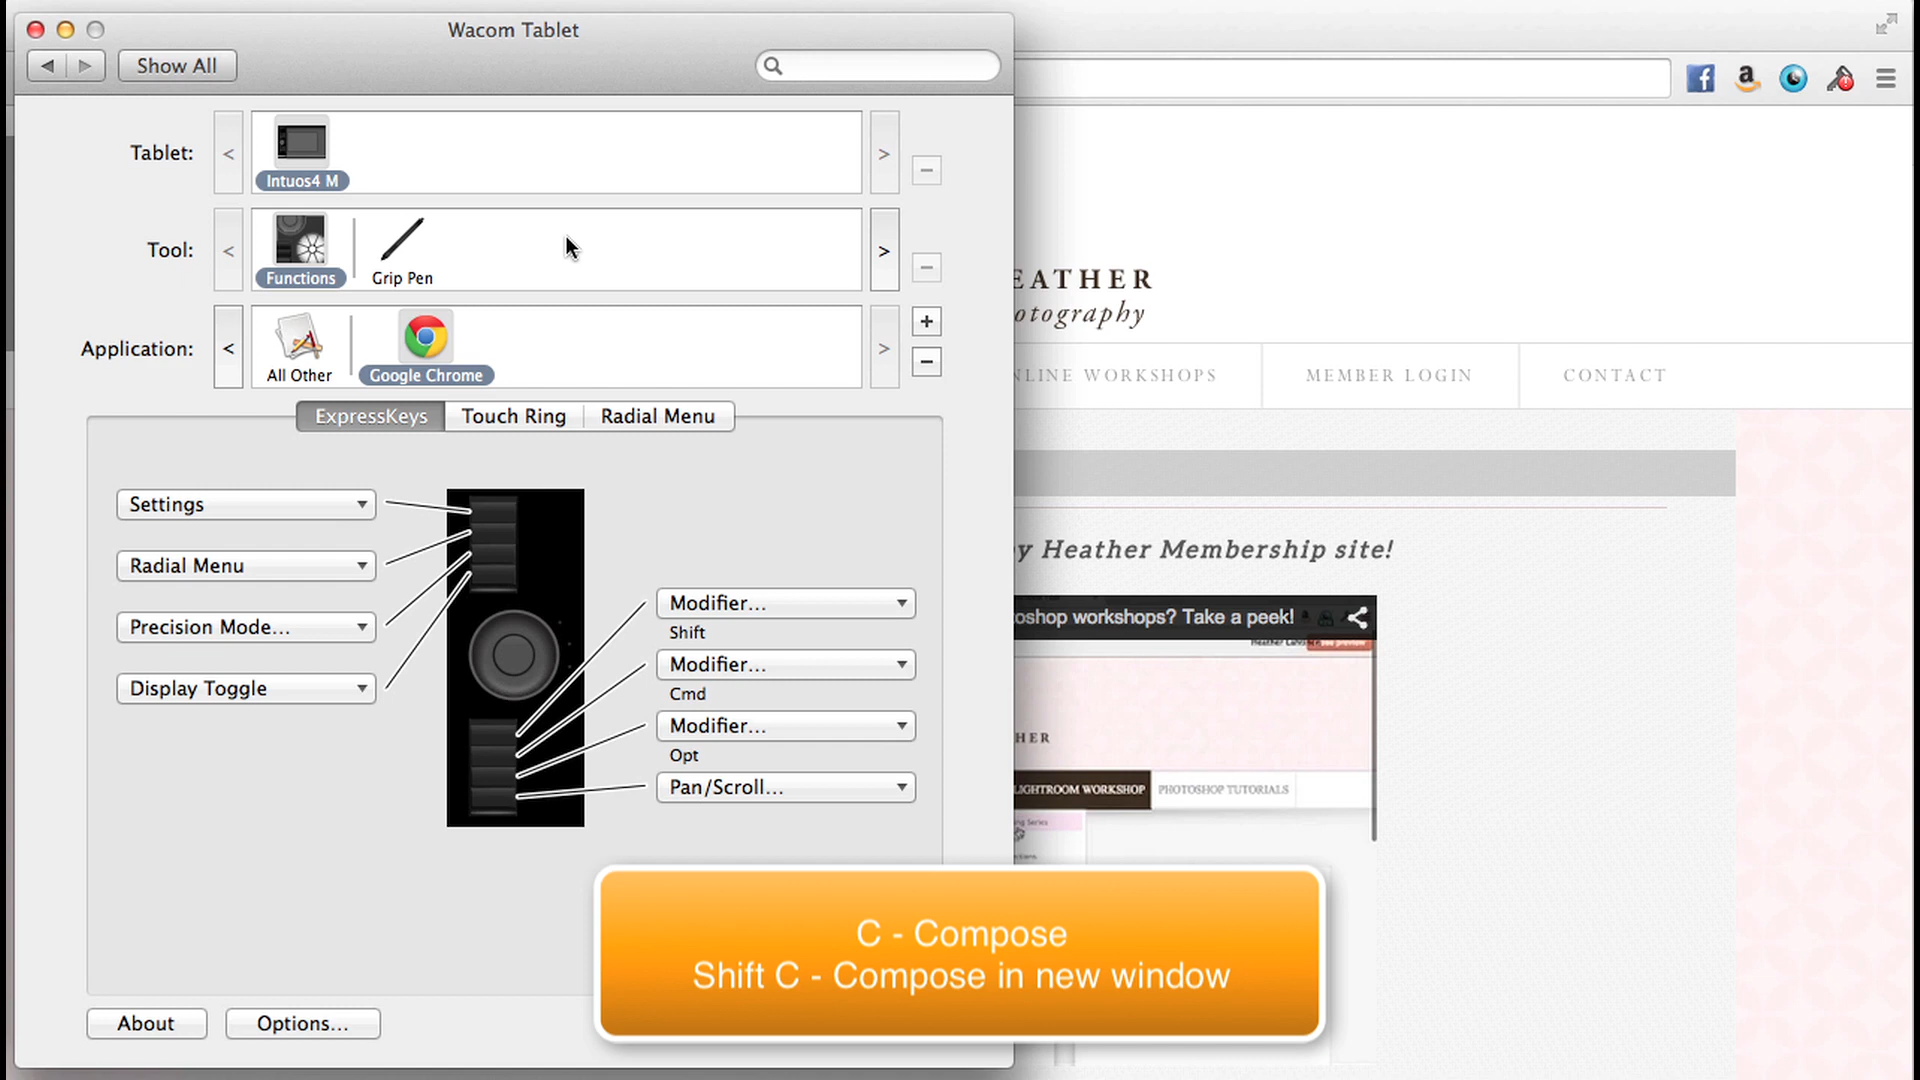 Wacom Tablet
Show All
Tablet:
Intuos4 M
Tool:
Functions
Grip Pen
Application:
All Other
Google Chrome
ExpressKeys
Touch Ring
Radial Menu
Settings
Radial Menu
Precision Mode...
Display Toggle
Modifier...
Shift
Modifier...
Cmd
Modifier...
Opt
Pan/Scroll...
About
Options...
EATHER
otography
NLINE WORKSHOPS
MEMBER LOGIN
CONTACT
y Heather Membership site!
oshop workshops? Take a peek!
HER
LIGHTROOM WORKSHOP
PHOTOSHOP TUTORIALS
ng Series
C - Compose
Shift C - Compose in new window